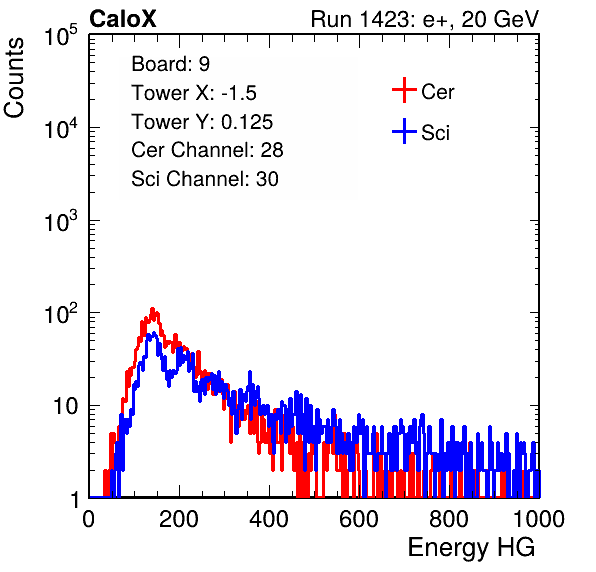 CaloX Run 1423: e+, 20 GeV
Counts
10^5
10^4
10^3
10^2
10
1
Board: 9
Tower X: -1.5
Tower Y: 0.125
Cer Channel: 28
Sci Channel: 30
Cer
Sci
0 200 400 600 800 1000
Energy HG